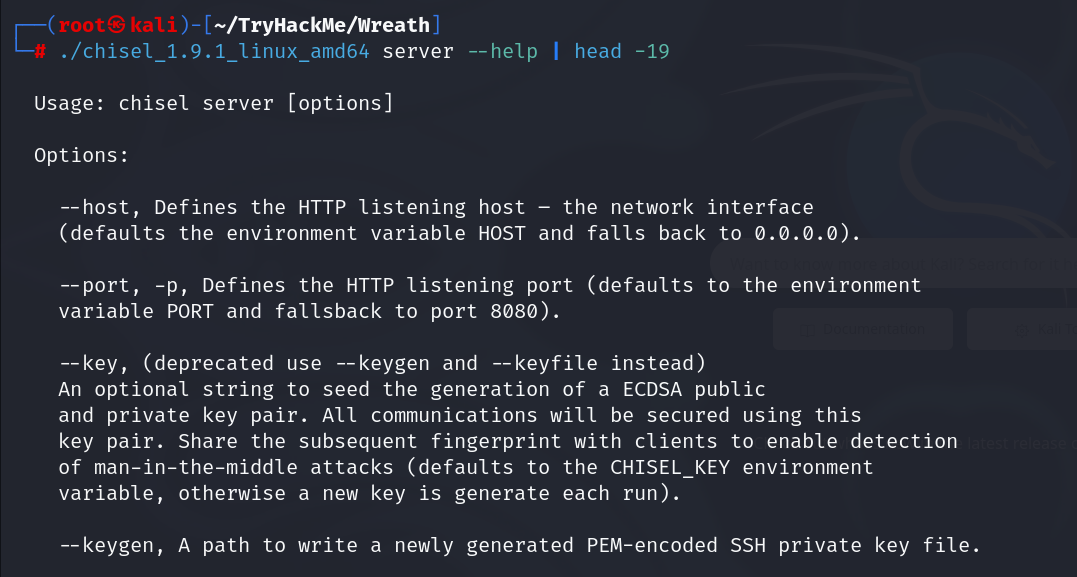 ┌──(root㉿kali)-[~/TryHackMe/Wreath]
└─# ./chisel_1.9.1_linux_amd64 server --help | head -19
Usage: chisel server [options]
Options:
--host, Defines the HTTP listening host – the network interface
(defaults the environment variable HOST and falls back to 0.0.0.0).
--port, -p, Defines the HTTP listening port (defaults to the environment
variable PORT and fallsback to port 8080).
--key, (deprecated use --keygen and --keyfile instead)
An optional string to seed the generation of a ECDSA public
and private key pair. All communications will be secured using this
key pair. Share the subsequent fingerprint with clients to enable detection
of man-in-the-middle attacks (defaults to the CHISEL_KEY environment
variable, otherwise a new key is generate each run).
--keygen, A path to write a newly generated PEM-encoded SSH private key file.